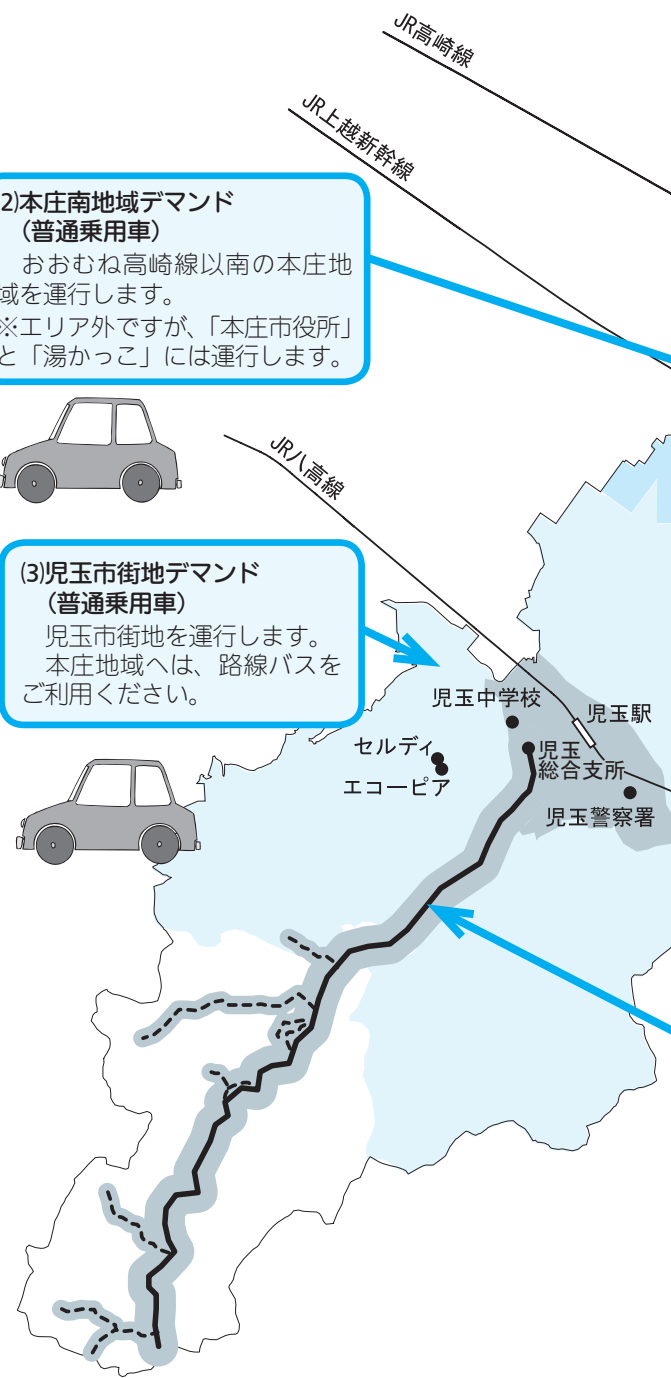 JR高崎線
JR上越新幹線
2)本庄南地域デマンド
（普通乗用車）
おおむね高崎線以南の本庄地
域を運行します。
※エリア外ですが、「本庄市役所」
と「湯かっこ」には運行します。
JR八高線
⑶児玉市街地デマンド
（普通乗用車）
児玉市街地を運行します。
本庄地域へは、路線バスを
ご利用ください。
児玉中学校
児玉駅
セルディ
児玉
総合支所
エコーピア
児玉警察署